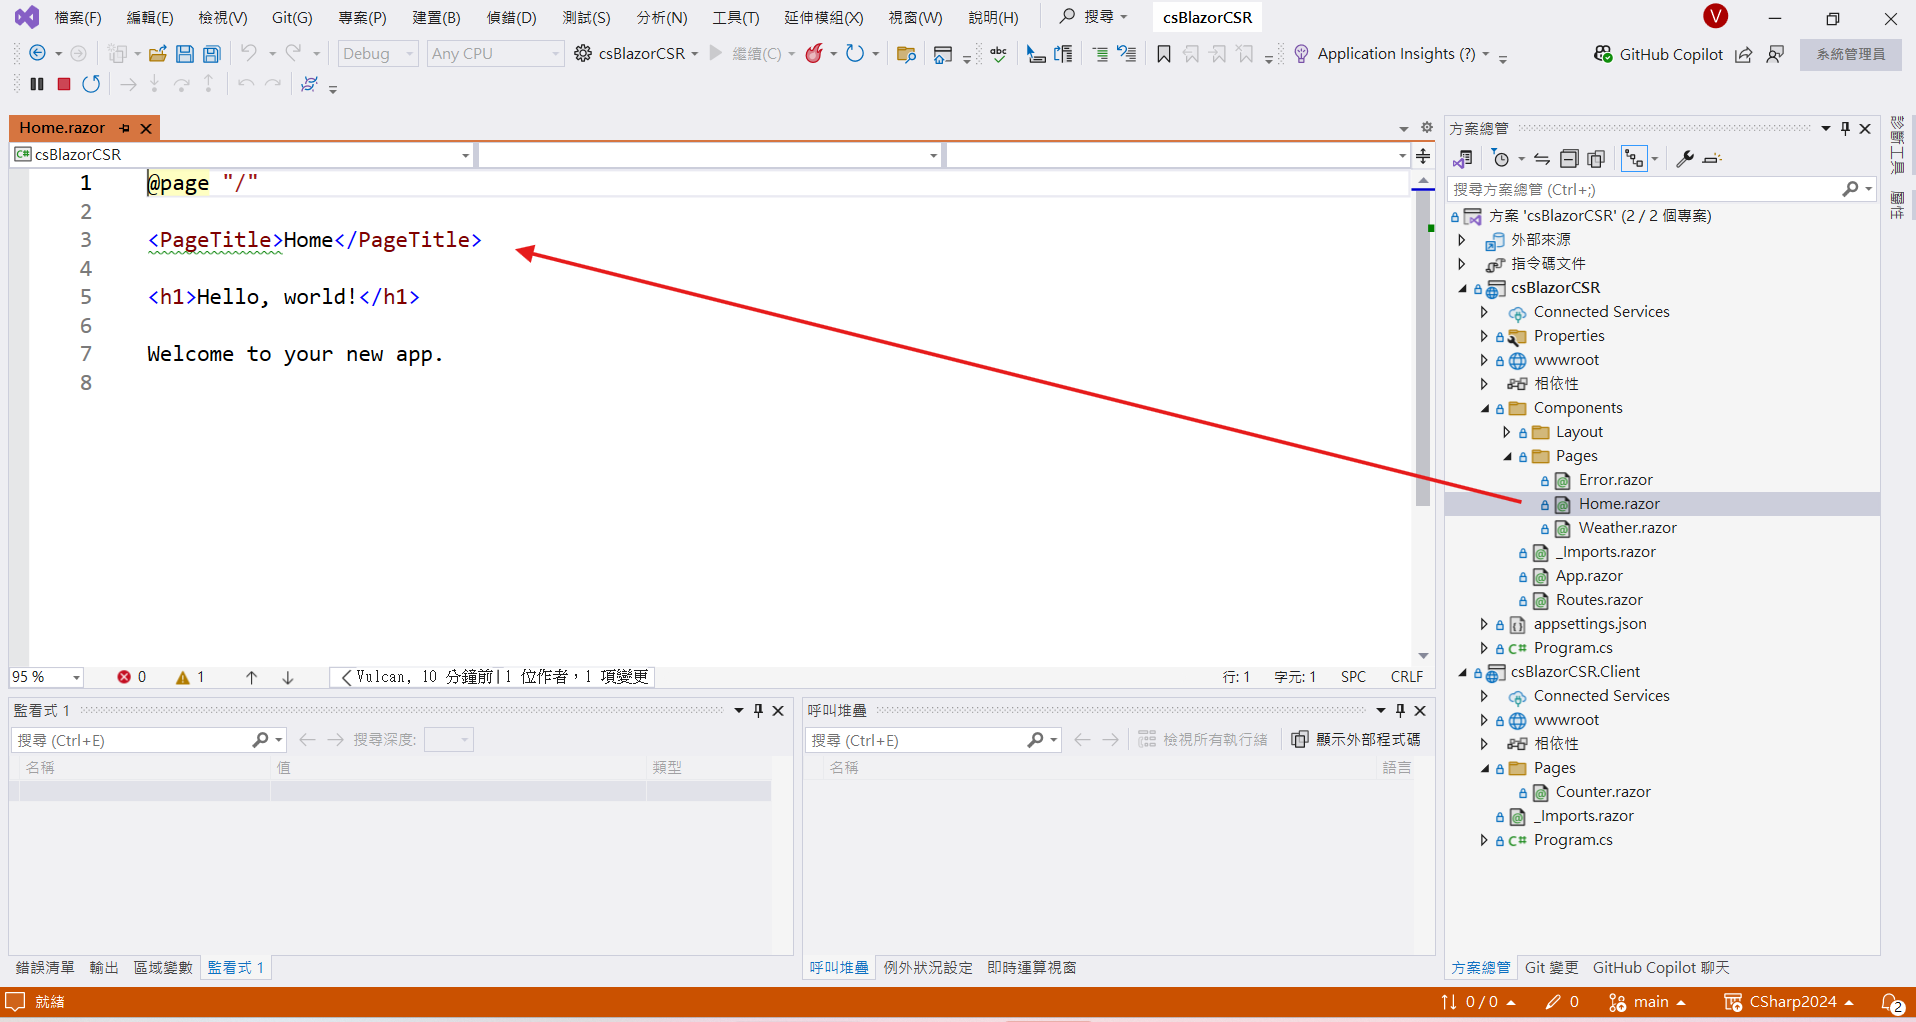 檔案(F) 編輯(E) 檢視(V) Git(G) 專案(P) 建置(B) 偵錯(D) 測試(S) 分析(N) 工具(T) 延伸模組(X) 視窗(W) 說明(H) 搜尋 csBlazorCSR V
Debug Any CPU csBlazorCSR 繼續(C) abc Application Insights (?) GitHub Copilot 系統管理員
Home.razor
C# csBlazorCSR
1 @page "/"
2
3 <PageTitle>Home</PageTitle>
4
5 <h1>Hello, world!</h1>
6
7 Welcome to your new app.
8
95 % 0 1 Vulcan, 10 分鐘前|1 位作者，1 項變更 行: 1 字元: 1 SPC CRLF
監看式 1
搜尋 (Ctrl+E) 搜尋深度:
名稱 值 類型
錯誤清單 輸出 區域變數 監看式 1
呼叫堆疊
搜尋 (Ctrl+E) 檢視所有執行緒 顯示外部程式碼
名稱 語言
呼叫堆疊 例外狀況設定 即時運算視窗
方案總管
搜尋方案總管 (Ctrl+;)
方案 'csBlazorCSR' (2 / 2 個專案)
外部來源
指令碼文件
csBlazorCSR
Connected Services
Properties
wwwroot
相依性
Components
Layout
Pages
Error.razor
Home.razor
Weather.razor
_Imports.razor
App.razor
Routes.razor
appsettings.json
C# Program.cs
csBlazorCSR.Client
Connected Services
wwwroot
相依性
Pages
Counter.razor
_Imports.razor
C# Program.cs
方案總管 Git 變更 GitHub Copilot 聊天
診斷工具
屬性
就緒 0 / 0 0 main CSharp2024 2